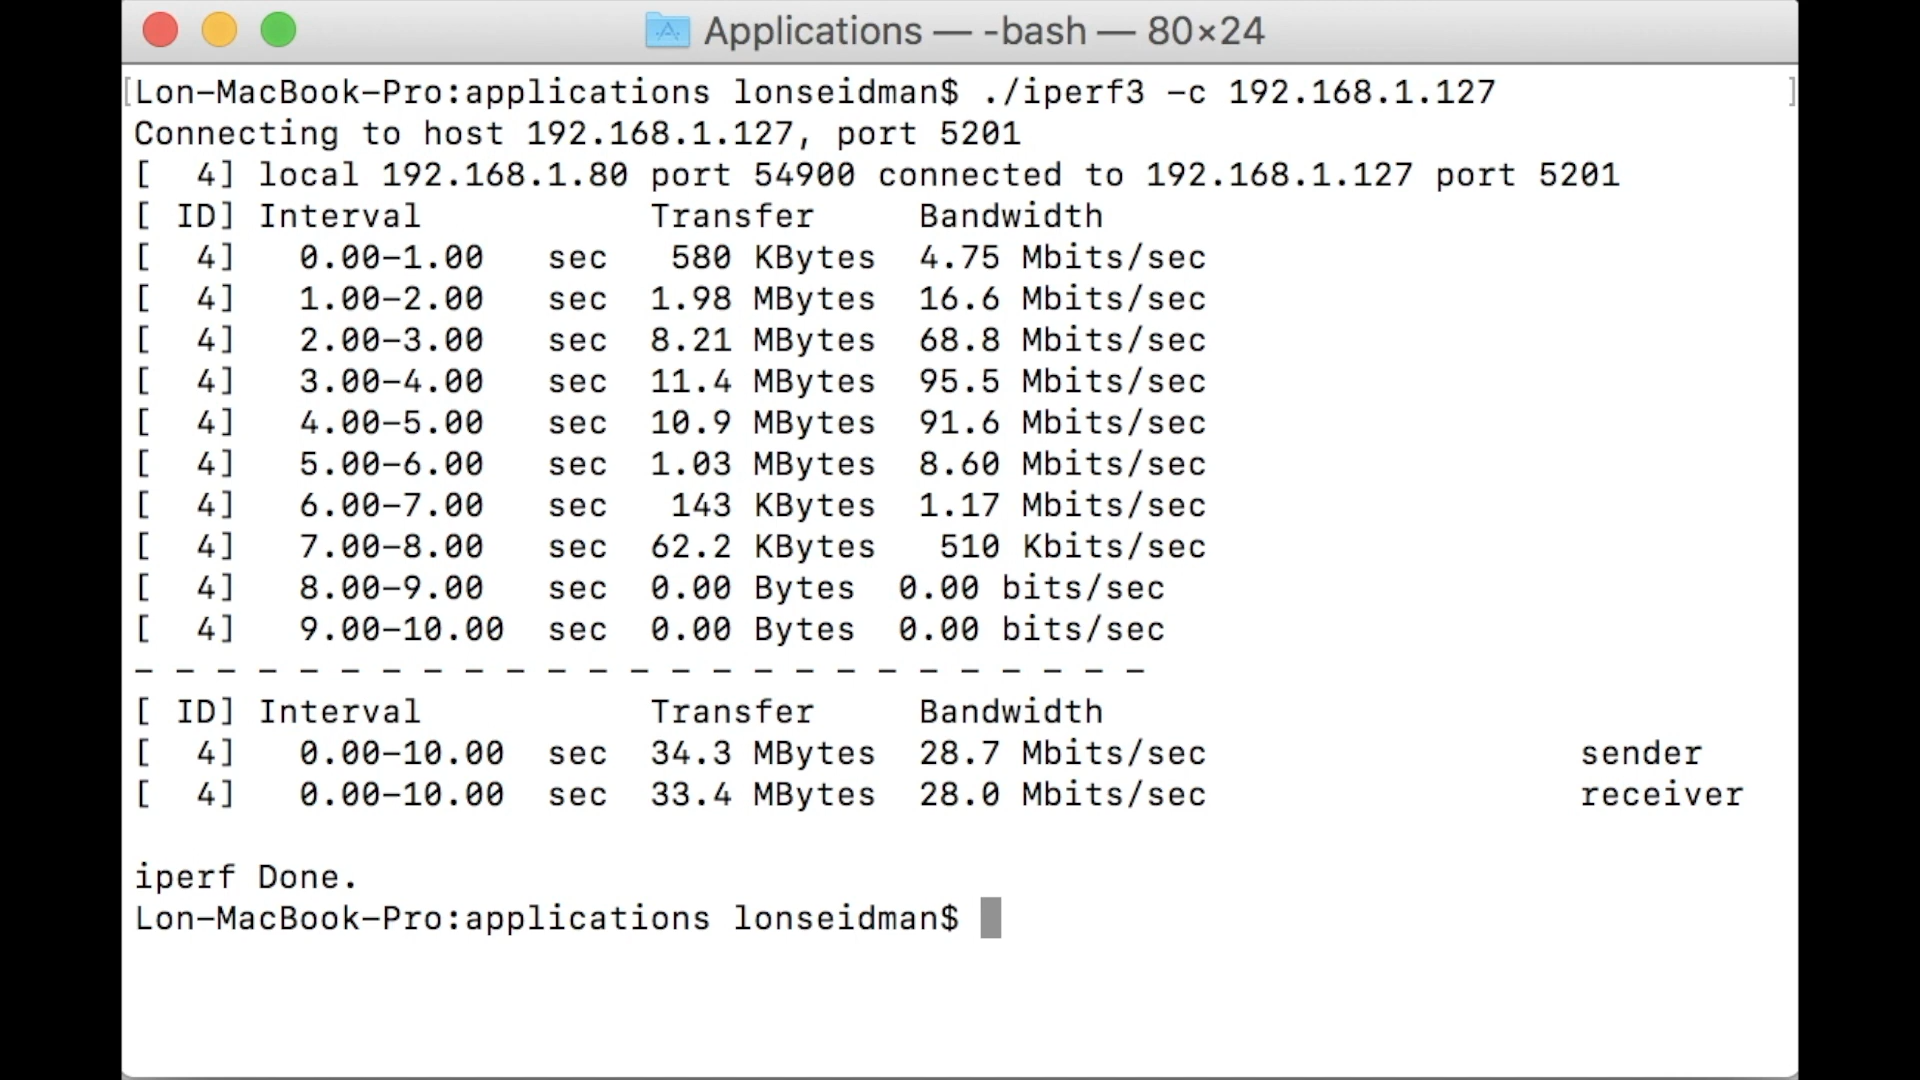 Applications — -bash — 80×24
[Lon-MacBook-Pro:applications lonseidman$ ./iperf3 -c 192.168.1.127 ]
Connecting to host 192.168.1.127, port 5201
[  4] local 192.168.1.80 port 54900 connected to 192.168.1.127 port 5201
[ ID] Interval           Transfer     Bandwidth
[  4]   0.00-1.00   sec   580 KBytes  4.75 Mbits/sec
[  4]   1.00-2.00   sec  1.98 MBytes  16.6 Mbits/sec
[  4]   2.00-3.00   sec  8.21 MBytes  68.8 Mbits/sec
[  4]   3.00-4.00   sec  11.4 MBytes  95.5 Mbits/sec
[  4]   4.00-5.00   sec  10.9 MBytes  91.6 Mbits/sec
[  4]   5.00-6.00   sec  1.03 MBytes  8.60 Mbits/sec
[  4]   6.00-7.00   sec   143 KBytes  1.17 Mbits/sec
[  4]   7.00-8.00   sec  62.2 KBytes   510 Kbits/sec
[  4]   8.00-9.00   sec  0.00 Bytes  0.00 bits/sec
[  4]   9.00-10.00  sec  0.00 Bytes  0.00 bits/sec
- - - - - - - - - - - - - - - - - - - - - - - - -
[ ID] Interval           Transfer     Bandwidth
[  4]   0.00-10.00  sec  34.3 MBytes  28.7 Mbits/sec                  sender
[  4]   0.00-10.00  sec  33.4 MBytes  28.0 Mbits/sec                  receiver
iperf Done.
Lon-MacBook-Pro:applications lonseidman$